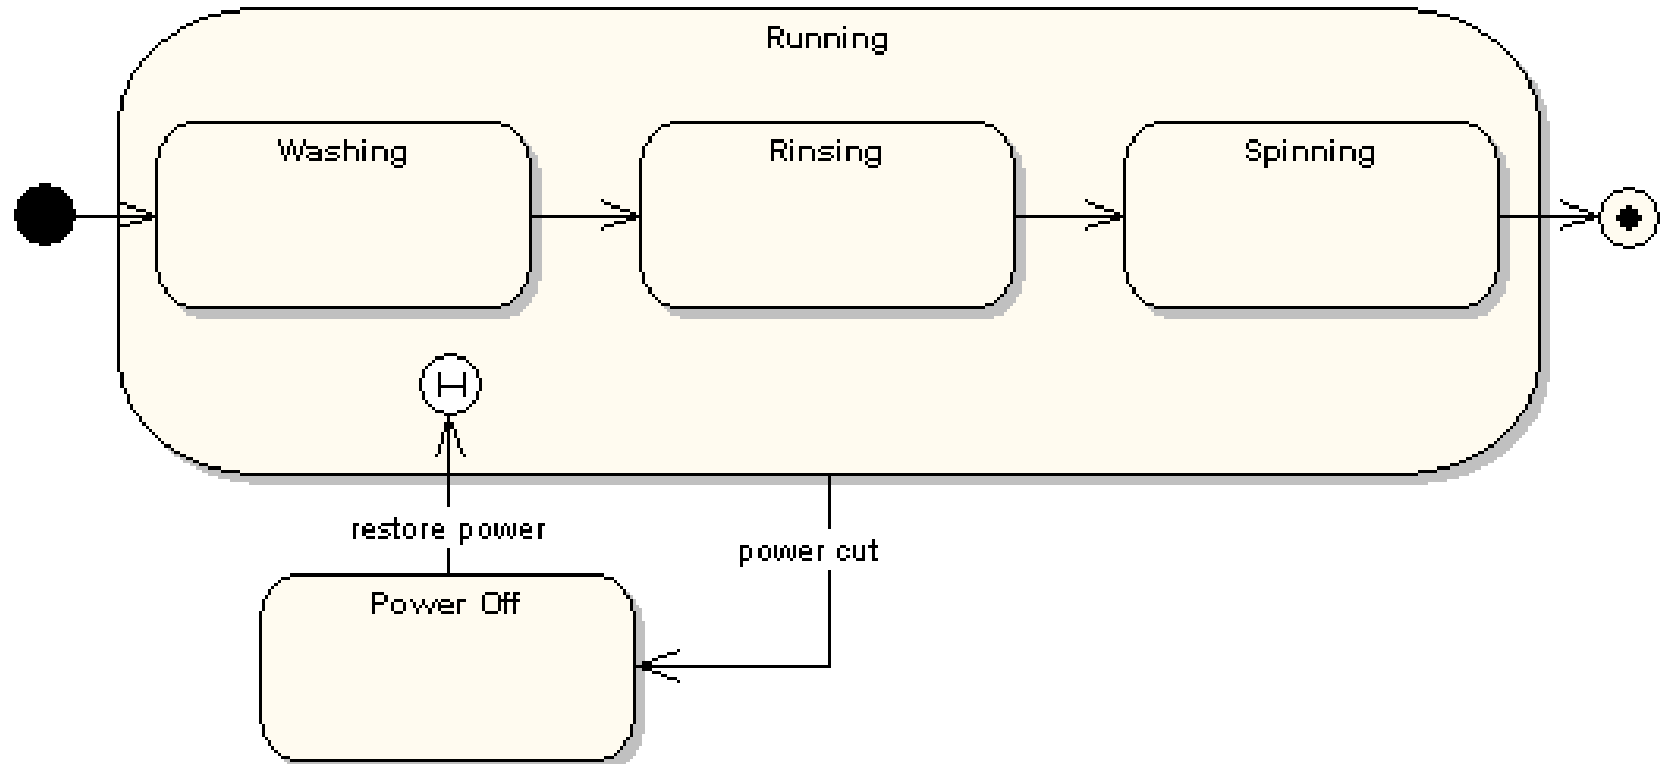 Running
Washing
Rinsing
Spinning
H
restore power
power cut
Power Off